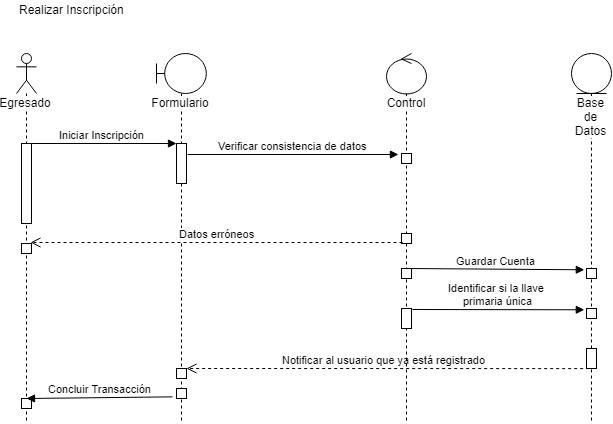 Realizar Inscripción
Egresado
Formulario
Control
Base
de
Datos
Iniciar Inscripción
Verificar consistencia de datos
Datos erróneos
Guardar Cuenta
Identificar si la llave
primaria única
Notificar al usuario que ya está registrado
Concluir Transacción